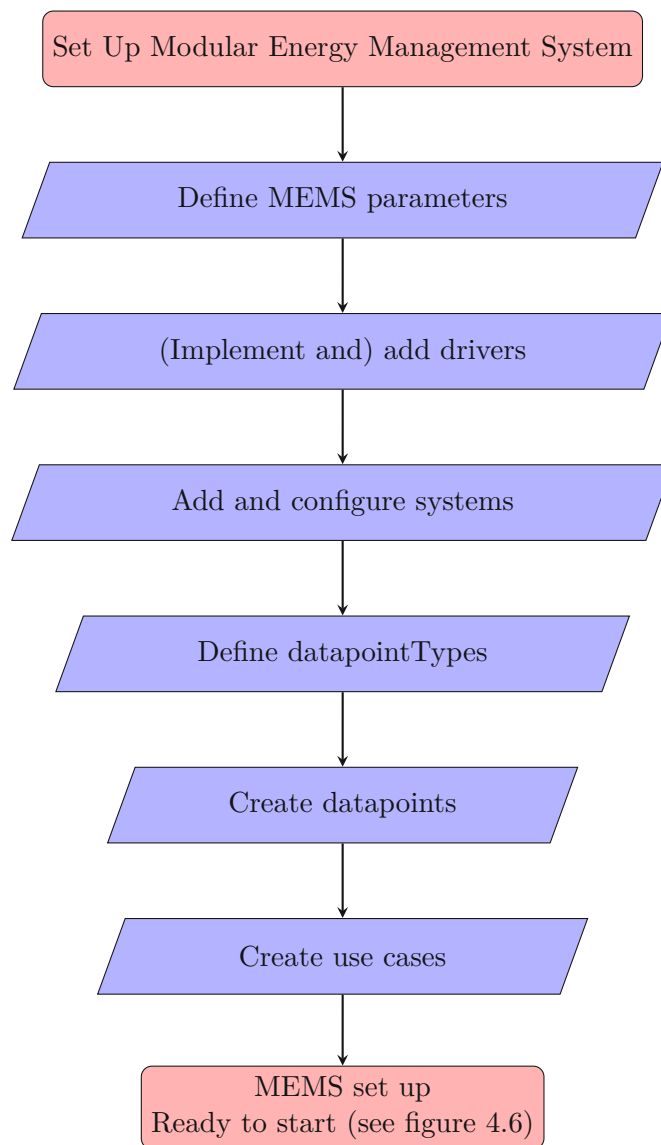 Set Up Modular Energy Management System
Define MEMS parameters
(Implement and) add drivers
Add and configure systems
Define datapointTypes
Create datapoints
Create use cases
MEMS set up
Ready to start (see figure 4.6)